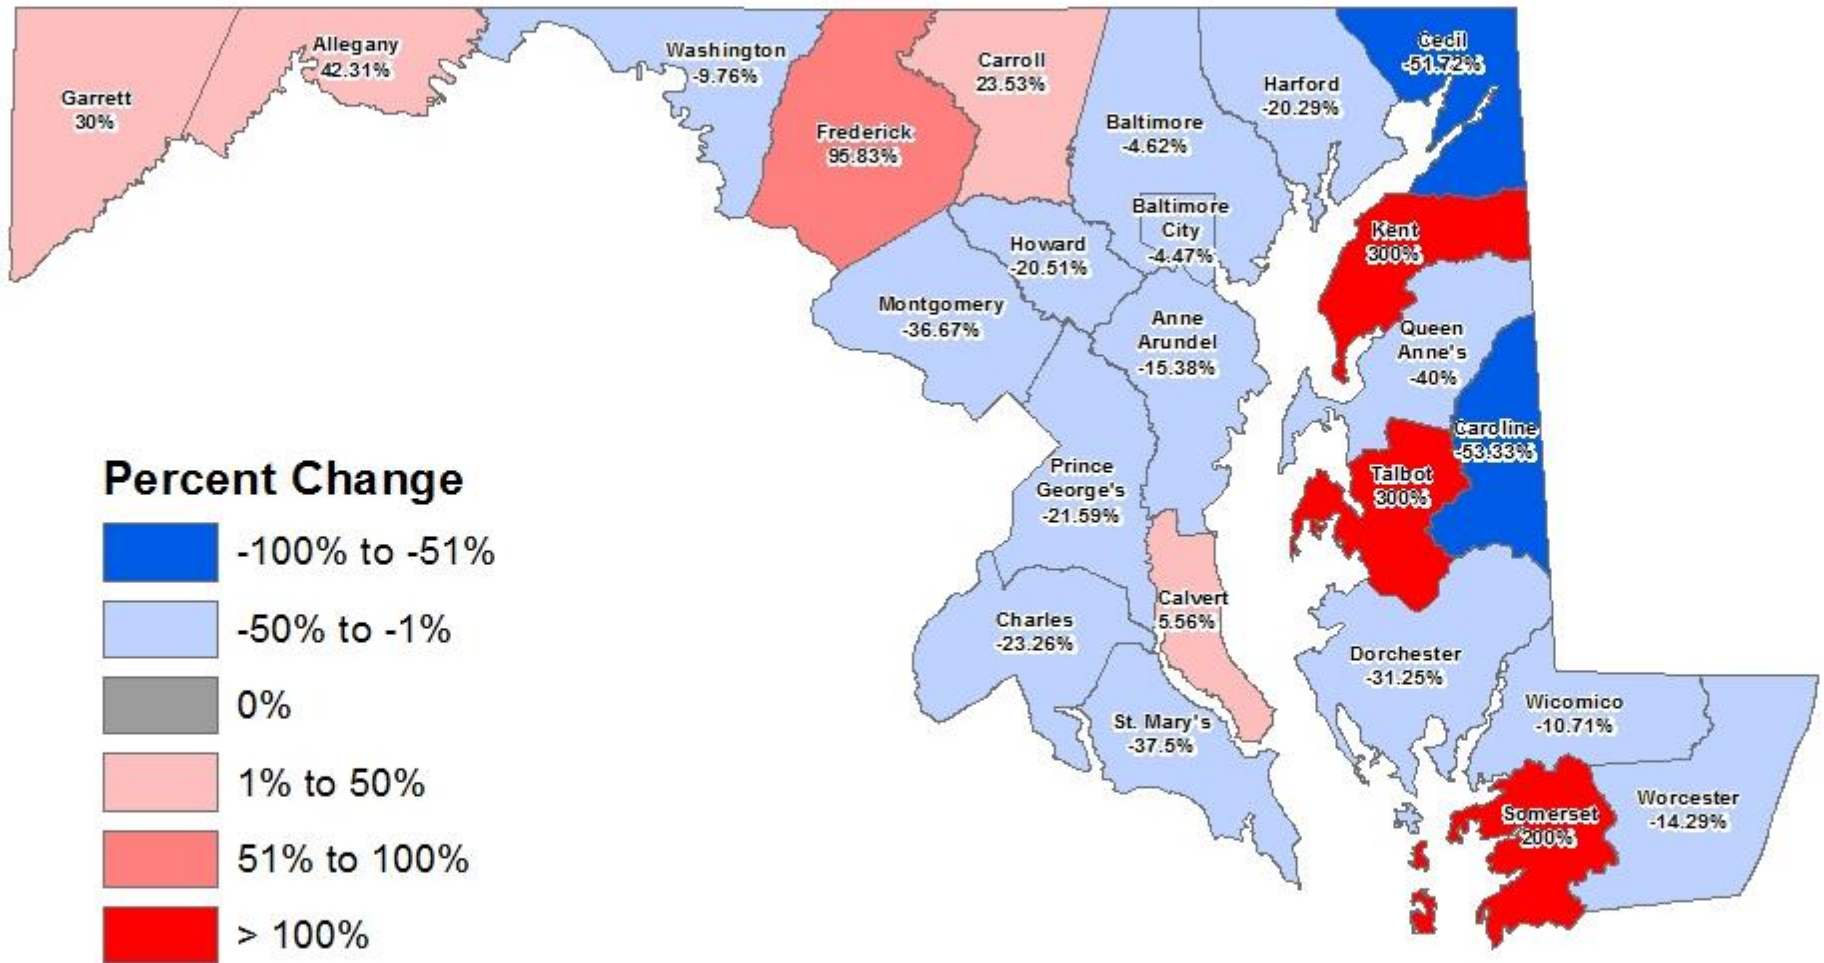 Garrett
30%
Allegany
42.31%
Washington
-9.76%
Frederick
95.83%
Carroll
23.53%
Baltimore
-4.62%
Baltimore
City
-4.47%
Harford
-20.29%
Cecil
-51.72%
Kent
300%
Howard
-20.51%
Montgomery
-36.67%
Anne
Arundel
-15.38%
Queen
Anne's
-40%
Caroline
-53.33%
Talbot
300%
Prince
George's
-21.59%
Calvert
5.56%
Charles
-23.26%
St. Mary's
-37.5%
Dorchester
-31.25%
Wicomico
-10.71%
Somerset
200%
Worcester
-14.29%
Percent Change
-100% to -51%
-50% to -1%
0%
1% to 50%
51% to 100%
> 100%